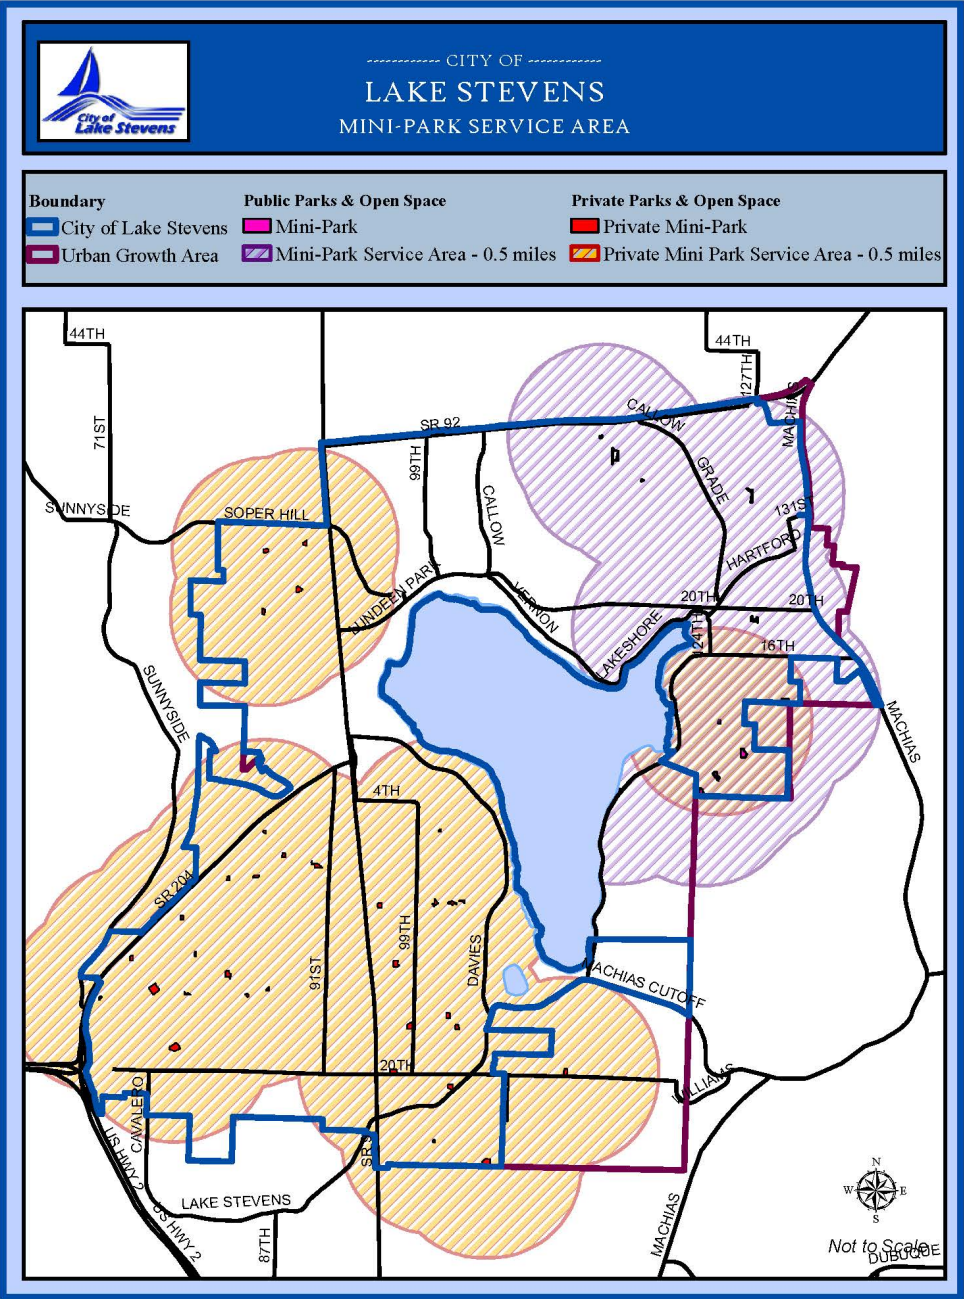 City of
Lake Stevens
------------ CITY OF ------------
LAKE STEVENS
MINI-PARK SERVICE AREA
Boundary
City of Lake Stevens
Urban Growth Area
Public Parks & Open Space
Mini-Park
Mini-Park Service Area - 0.5 miles
Private Parks & Open Space
Private Mini-Park
Private Mini Park Service Area - 0.5 miles
44TH
44TH
127TH
71ST
CALLOW
MACHIAS
SR 92
99TH
GRADE
CALLOW
SUNNYSIDE
SOPER HILL
131ST
HARTFORD
LUNDEEN PARK
VERNON
20TH
20TH
LAKESHORE
124TH
16TH
SUNNYSIDE
MACHIAS
4TH
SR 204
99TH
DAVIES
91ST
MACHIAS CUTOFF
20TH
WILLIAMS
CAVALERO
US HWY 2
SR 9
LAKE STEVENS
US HWY 2
87TH
MACHIAS
N
W
E
S
Not to Scale
DUBUQUE